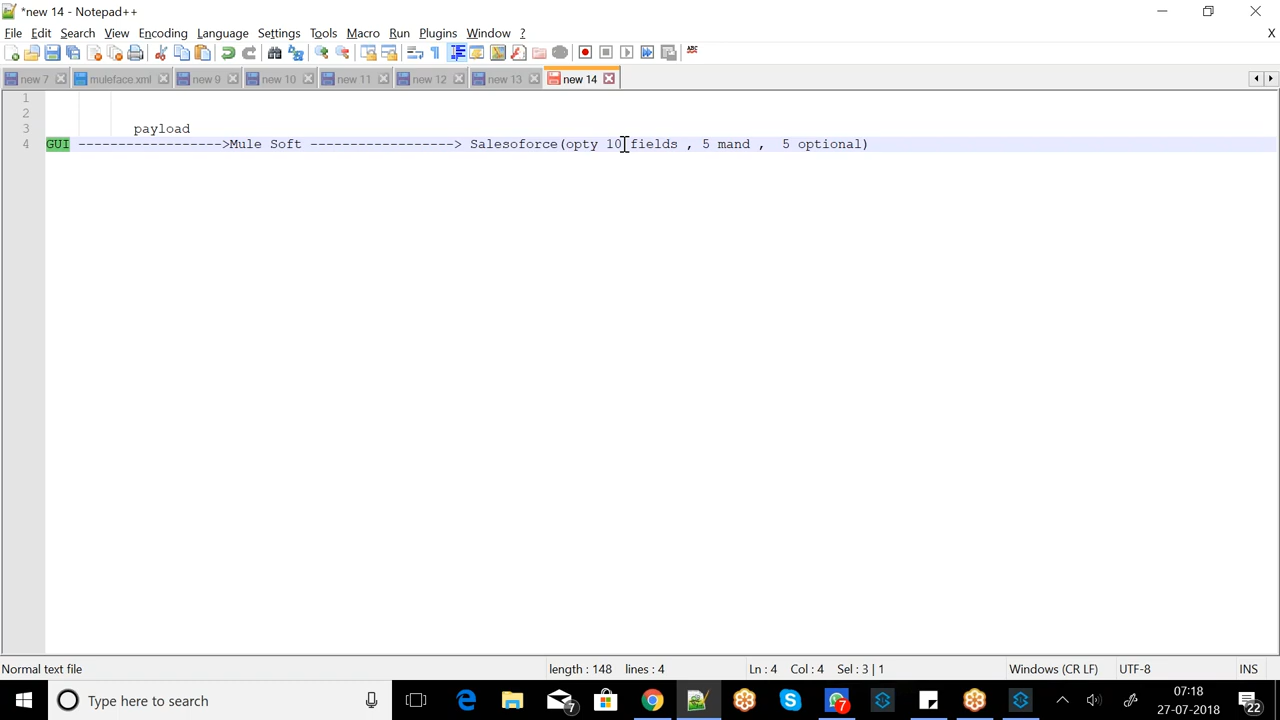 *new 14 - Notepad++
File Edit Search View Encoding Language Settings Tools Macro Run Plugins Window ? X
ABC
new 7 muleface.xml new 9 new 10 new 11 new 12 new 13 new 14
1
2
3 payload
4 GUI ------------------>Mule Soft ------------------> Salesoforce(opty 10 fields , 5 mand , 5 optional)
Normal text file length : 148 lines : 4 Ln : 4 Col : 4 Sel : 3 | 1 Windows (CR LF) UTF-8 INS
Type here to search 7 7 07:18
27-07-2018 22